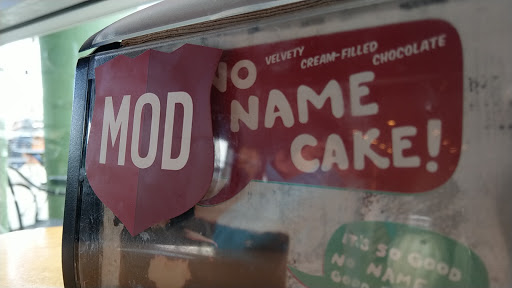 MOD
VELVETY CREAM-FILLED CHOCOLATE
NO
NAME
CAKE!
IT'S SO GOOD
NO NAME